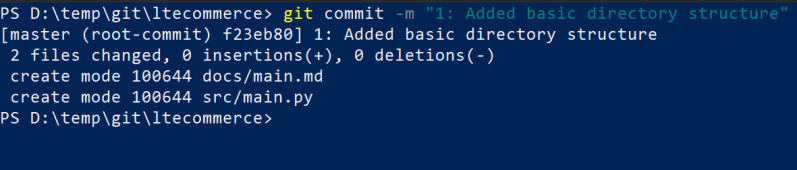 PS D:\temp\git\ltecommerce> git commit -m "1: Added basic directory structure"
[master (root-commit) f23eb80] 1: Added basic directory structure
 2 files changed, 0 insertions(+), 0 deletions(-)
 create mode 100644 docs/main.md
 create mode 100644 src/main.py
PS D:\temp\git\ltecommerce>